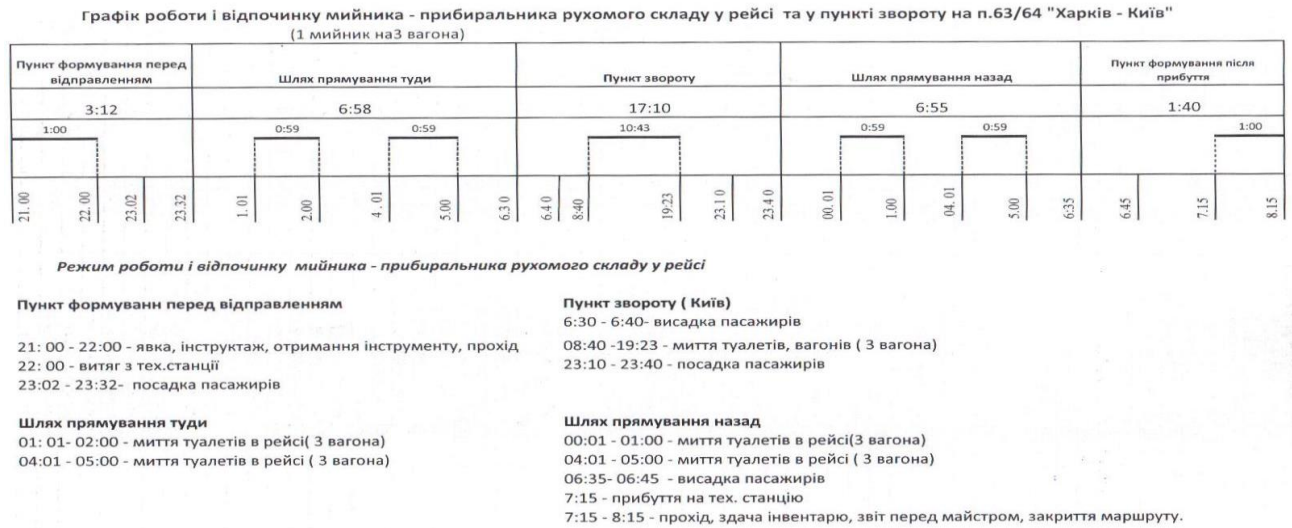 Графік роботи і відпочинку мийника - прибиральника рухомого складу у рейсі та у пункті звороту на п.63/64 "Харків - Київ"
(1 мийник на3 вагона)
Пункт формування перед відправленням
Шлях прямування туди
Пункт звороту
Шлях прямування назад
Пункт формування після прибуття
3:12 6:58 17:10 6:55 1:40
1:00 0:59 0:59 10:43 0:59 0:59 1:00
21.00 22.00 23.02 23.32 1.01 2.00 4.01 5.00 6.30 6.40 8:40 19:23 23.10 23.40 00.01 1.00 04.01 5.00 6:35 6.45 7.15 8.15
Режим роботи і відпочинку мийника - прибиральника рухомого складу у рейсі
Пункт формуванн перед відправленням
21: 00 - 22:00 - явка, інструктаж, отримання інструменту, прохід
22: 00 - витяг з тех.станції
23:02 - 23:32- посадка пасажирів
Шлях прямування туди
01: 01- 02:00 - миття туалетів в рейсі( 3 вагона)
04:01 - 05:00 - миття туалетів в рейсі ( 3 вагона)
Пункт звороту ( Київ)
6:30 - 6:40- висадка пасажирів
08:40 -19:23 - миття туалетів, вагонів ( 3 вагона)
23:10 - 23:40 - посадка пасажирів
Шлях прямування назад
00:01 - 01:00 - миття туалетів в рейсі(3 вагона)
04:01 - 05:00 - миття туалетів в рейсі ( 3 вагона)
06:35- 06:45 - висадка пасажирів
7:15 - прибуття на тех. станцію
7:15 - 8:15 - прохід, здача інвентарю, звіт перед майстром, закриття маршруту.